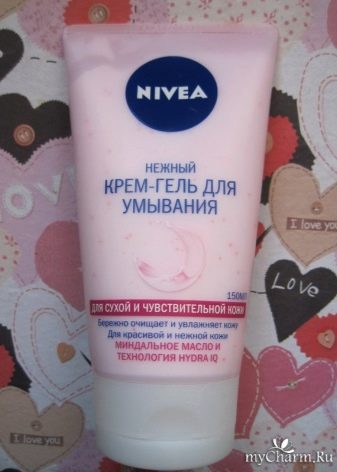 NIVEA
НЕЖНЫЙ
КРЕМ-ГЕЛЬ ДЛЯ
УМЫВАНИЯ
150МЛ
ДЛЯ СУХОЙ И ЧУВСТВИТЕЛЬНОЙ КОЖИ
Бережно очищает и увлажняет кожу
Для красивой и нежной кожи
МИНДАЛЬНОЕ МАСЛО И
ТЕХНОЛОГИЯ HYDRA IQ
LOVE
I love you
Love
I love you
myCharm.Ru